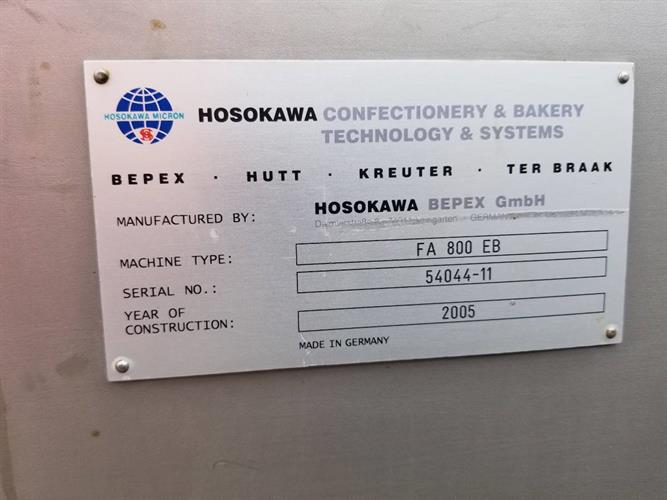 HOSOKAWA MICRON
HOSOKAWA CONFECTIONERY & BAKERY
TECHNOLOGY & SYSTEMS
BEPEX · HUTT · KREUTER · TER BRAAK
MANUFACTURED BY: HOSOKAWA BEPEX GmbH
GERMANY
MACHINE TYPE: FA 800 EB
SERIAL NO.: 54044-11
YEAR OF
CONSTRUCTION: 2005
MADE IN GERMANY